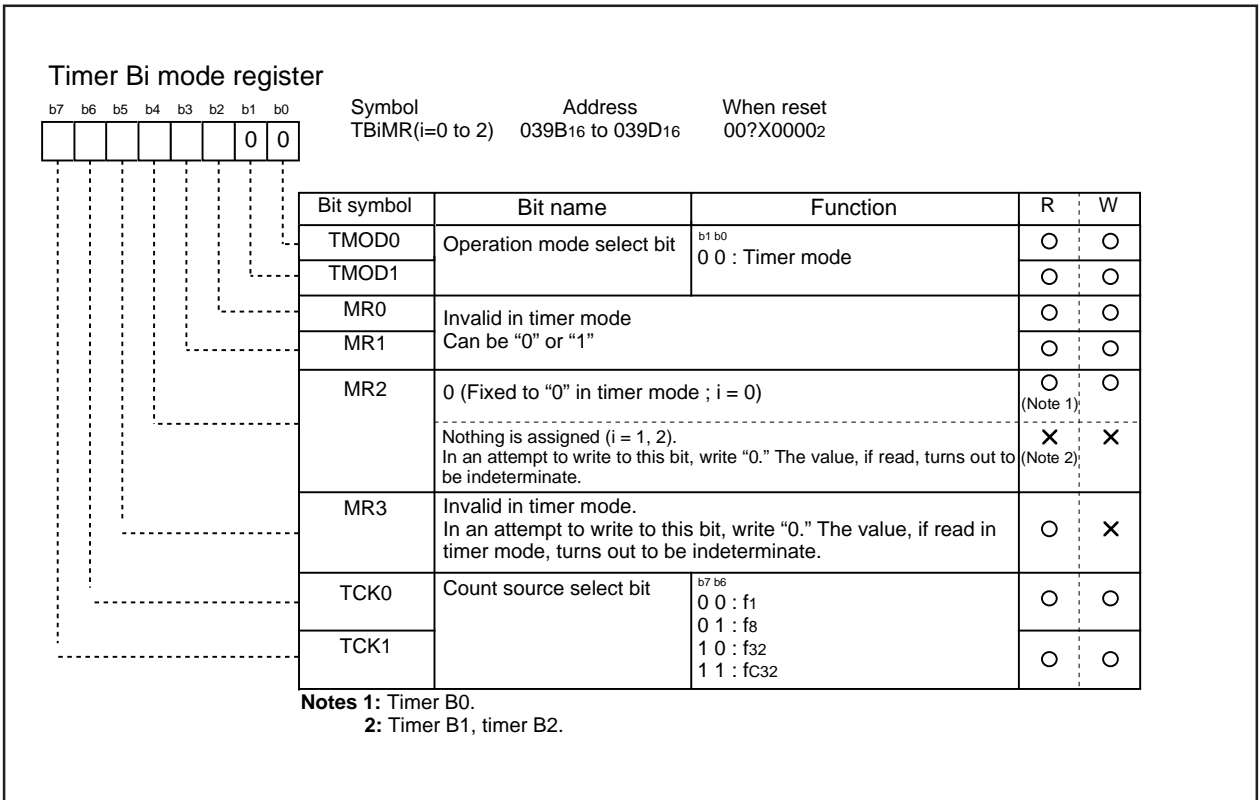 Timer Bi mode register
b7 b6 b5 b4 b3 b2 b1 b0
0 0
Symbol Address When reset
TBiMR(i=0 to 2) 039B16 to 039D16 00?X00002
Bit symbol Bit name Function R W
TMOD0 Operation mode select bit b1 b0
0 0 : Timer mode
TMOD1
MR0 Invalid in timer mode
Can be “0” or “1”
MR1
MR2 0 (Fixed to “0” in timer mode ; i = 0)
(Note 1)
Nothing is assigned (i = 1, 2).
In an attempt to write to this bit, write “0.” The value, if read, turns out to (Note 2)
be indeterminate.
MR3 Invalid in timer mode.
In an attempt to write to this bit, write “0.” The value, if read in
timer mode, turns out to be indeterminate.
TCK0 Count source select bit b7 b6
0 0 : f1
0 1 : f8
TCK1 1 0 : f32
1 1 : fC32
Notes 1: Timer B0.
2: Timer B1, timer B2.